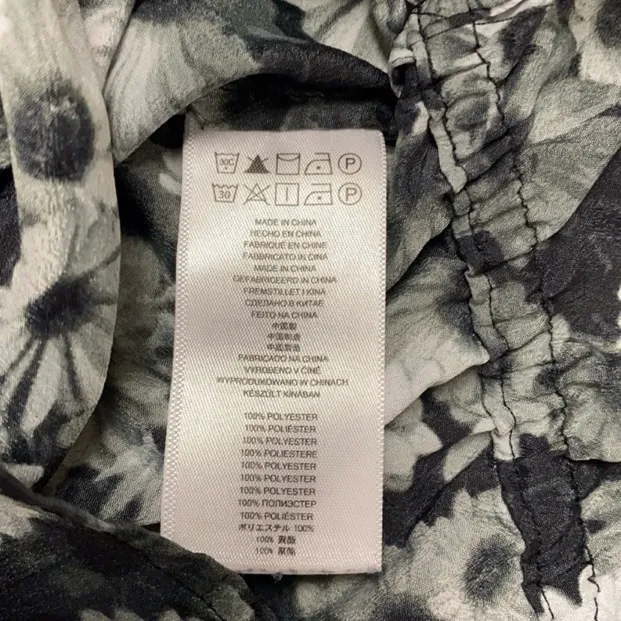 30C P
30 P
MADE IN CHINA
HECHO EN CHINA
FABRIQUÉ EN CHINE
FABBRICATO IN CINA
MADE IN CHINA
GEFABRICEERD IN CHINA
FREMSTILLET I KINA
СДЕЛАНО В КИТАЕ
FEITO NA CHINA
中国製
中国制造
中國製造
FABRICADO NA CHINA
VYROBENO V ČÍNĚ
WYPRODUKOWANO W CHINACH
KÉSZÜLT KÍNÁBAN
100% POLYESTER
100% POLIÉSTER
100% POLYESTER
100% POLIESTERE
100% POLYESTER
100% POLYESTER
100% POLYESTER
100% ПОЛИЭСТЕР
100% POLIÉSTER
ポリエステル 100%
100% 聚酯
100% 聚酯